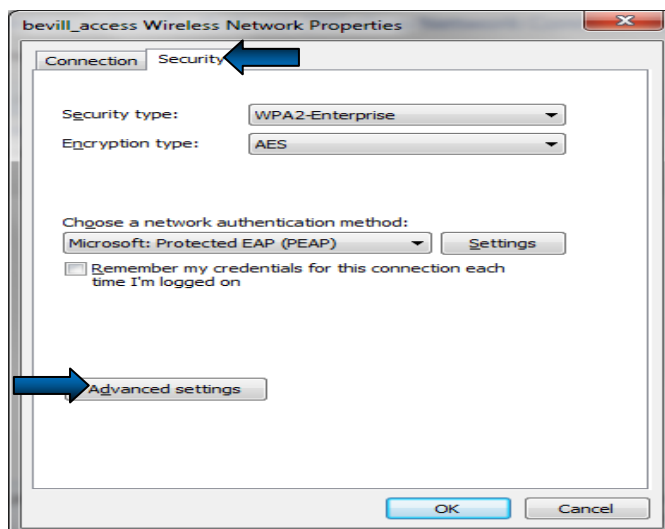 bevill_access Wireless Network Properties
Connection
Security
Security type:
WPA2-Enterprise
Encryption type:
AES
Choose a network authentication method:
Microsoft: Protected EAP (PEAP)
Settings
Remember my credentials for this connection each
time I'm logged on
Advanced settings
OK
Cancel